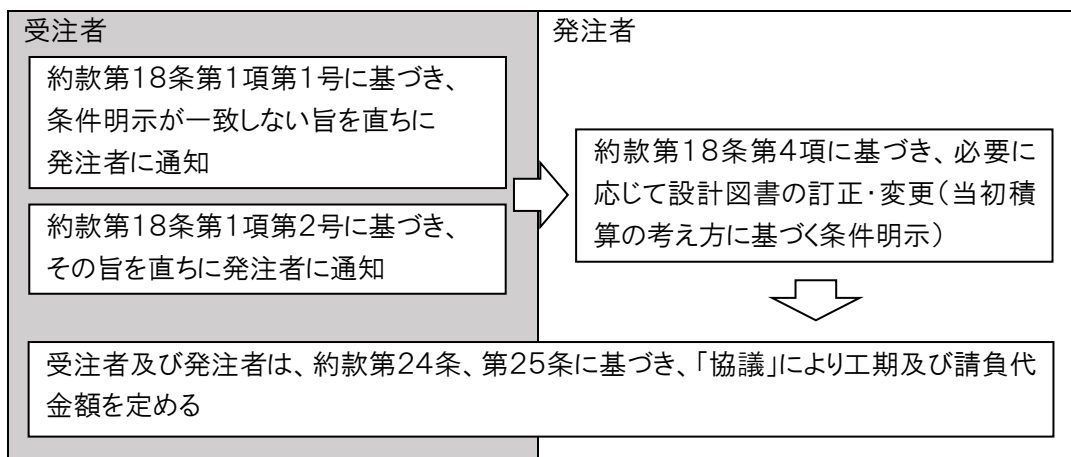 受注者
発注者
約款第18条第1項第1号に基づき、
条件明示が一致しない旨を直ちに
発注者に通知
約款第18条第1項第2号に基づき、
その旨を直ちに発注者に通知
約款第18条第4項に基づき、必要に
応じて設計図書の訂正・変更(当初積
算の考え方に基づく条件明示)
受注者及び発注者は、約款第24条、第25条に基づき、「協議」により工期及び請負代
金額を定める